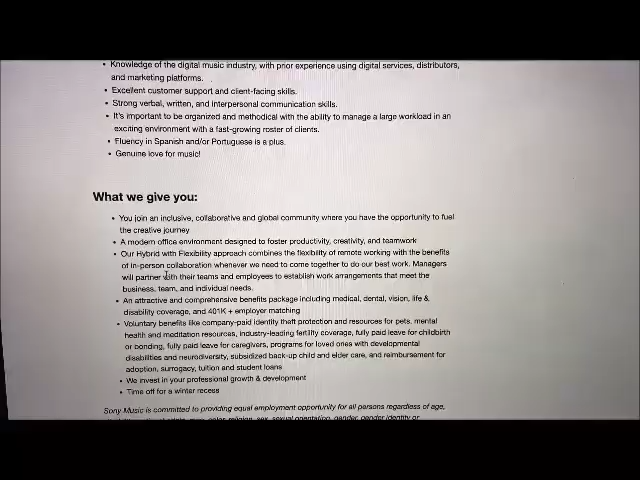 • Knowledge of the digital music industry, with prior experience using digital services, distributors,
and marketing platforms.
• Excellent customer support and client-facing skills.
• Strong verbal, written, and interpersonal communication skills.
• It's important to be organized and methodical with the ability to manage a large workload in an
exciting environment with a fast-growing roster of clients.
• Fluency in Spanish and/or Portuguese is a plus.
• Genuine love for music!
What we give you:
• You join an inclusive, collaborative and global community where you have the opportunity to fuel
the creative journey
• A modern office environment designed to foster productivity, creativity, and teamwork
• Our Hybrid with Flexibility approach combines the flexibility of remote working with the benefits
of in-person collaboration whenever we need to come together to do our best work. Managers
will partner with their teams and employees to establish work arrangements that meet the
business, team, and individual needs.
• An attractive and comprehensive benefits package including medical, dental, vision, life &
disability coverage, and 401K + employer matching
• Voluntary benefits like company-paid identity theft protection and resources for pets, mental
health and meditation resources, industry-leading fertility coverage, fully paid leave for childbirth
or bonding, fully paid leave for caregivers, programs for loved ones with developmental
disabilities and neurodiversity, subsidized back-up child and elder care, and reimbursement for
adoption, surrogacy, tuition and student loans
• We invest in your professional growth & development
• Time off for a winter recess
Sony Music is committed to providing equal employment opportunity for all persons regardless of age,
color, religion, sex, sexual orientation, gender, gender identity or